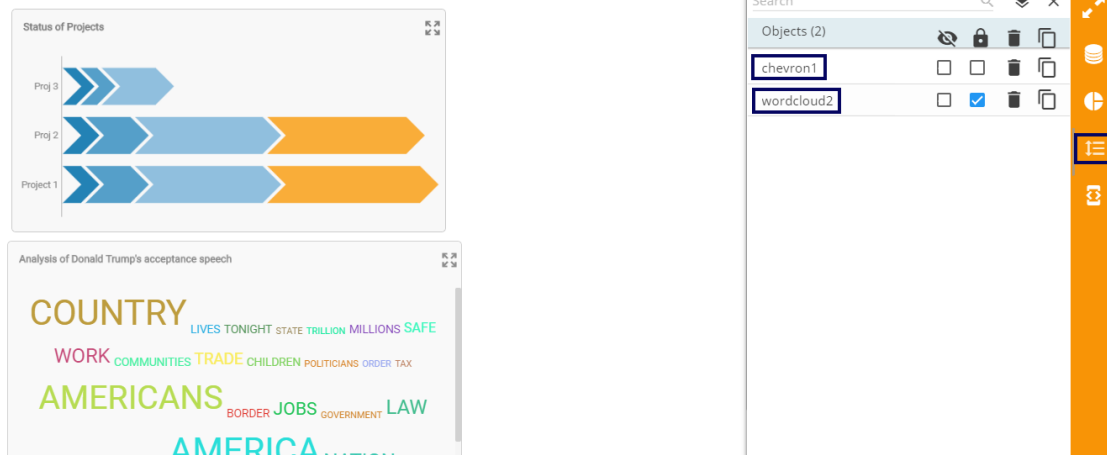 Status of Projects
Proj 3
Proj 2
Project 1
Analysis of Donald Trump's acceptance speech
COUNTRY LIVES TONIGHT STATE TRILLION MILLIONS SAFE
WORK COMMUNITIES TRADE CHILDREN POLITICIANS ORDER TAX
AMERICANS BORDER JOBS GOVERNMENT LAW
AMERICA NATION
Search
Objects (2)
chevron1
wordcloud2